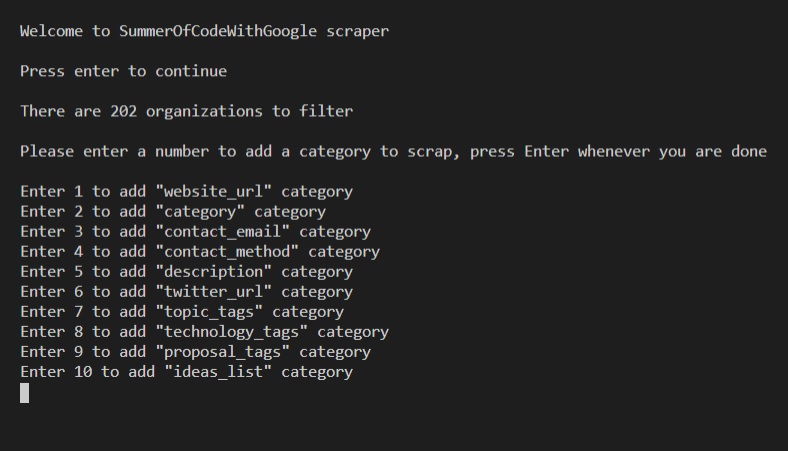 Welcome to SummerOfCodeWithGoogle scraper
Press enter to continue
There are 202 organizations to filter
Please enter a number to add a category to scrap, press Enter whenever you are done
Enter 1 to add "website_url" category
Enter 2 to add "category" category
Enter 3 to add "contact_email" category
Enter 4 to add "contact_method" category
Enter 5 to add "description" category
Enter 6 to add "twitter_url" category
Enter 7 to add "topic_tags" category
Enter 8 to add "technology_tags" category
Enter 9 to add "proposal_tags" category
Enter 10 to add "ideas_list" category